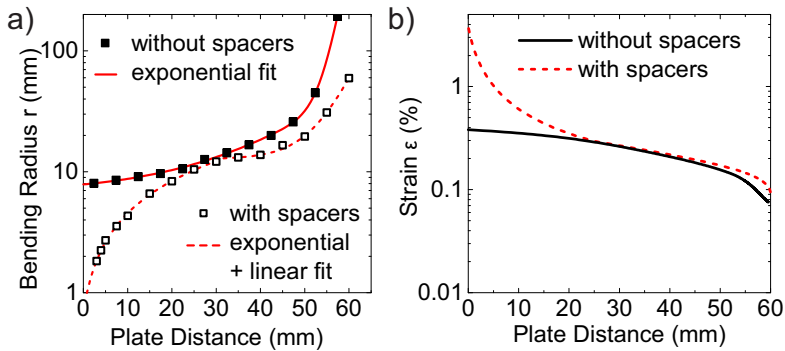 a)
Bending Radius r (mm)
100
10
1
without spacers
exponential fit
with spacers
exponential
+ linear fit
0 10 20 30 40 50 60
Plate Distance (mm)
b)
Strain ε (%)
1
0.1
0.01
without spacers
with spacers
0 10 20 30 40 50 60
Plate Distance (mm)